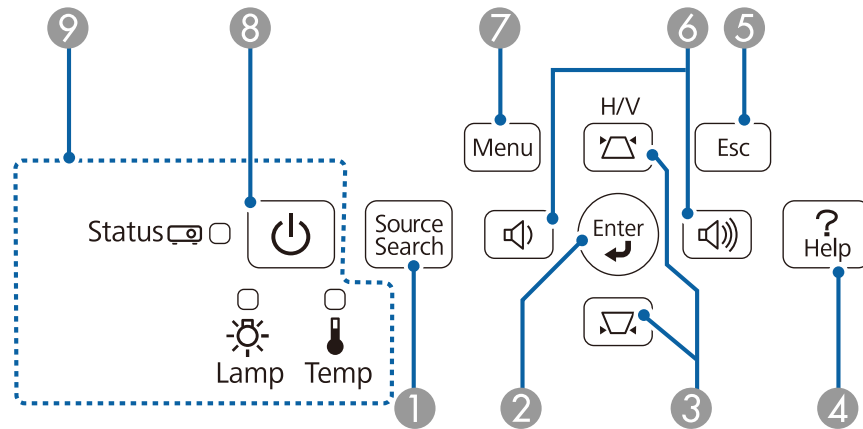 9 8 7 6 5
H/V
Menu
Esc
Status
Source
Search
Enter
?
Help
Lamp Temp
1 2 3 4